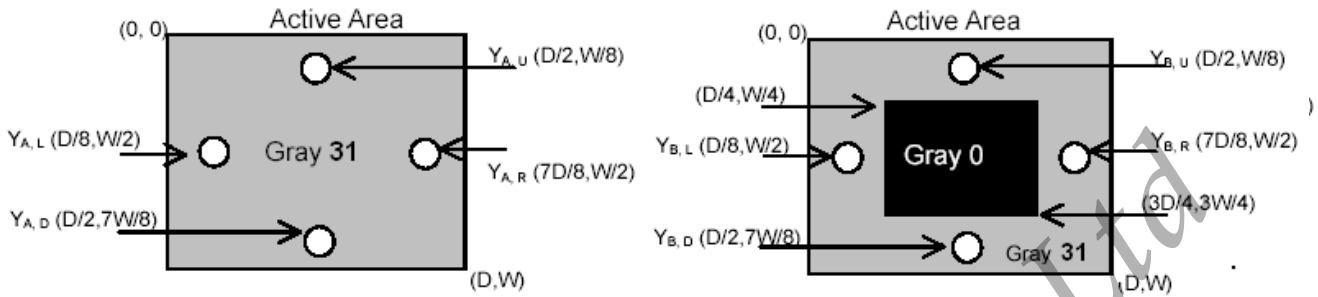 Active Area
(0, 0)
Y_A, U (D/2,W/8)
Y_A, L (D/8,W/2)
Gray 31
Y_A, R (7D/8,W/2)
Y_A, D (D/2,7W/8)
(D,W)
Active Area
(0, 0)
Y_B, U (D/2,W/8)
(D/4,W/4)
)
Y_B, L (D/8,W/2)
Gray 0
Y_B, R (7D/8,W/2)
(3D/4,3W/4)
Y_B, D (D/2,7W/8)
Gray 31
(D,W)
Ltd